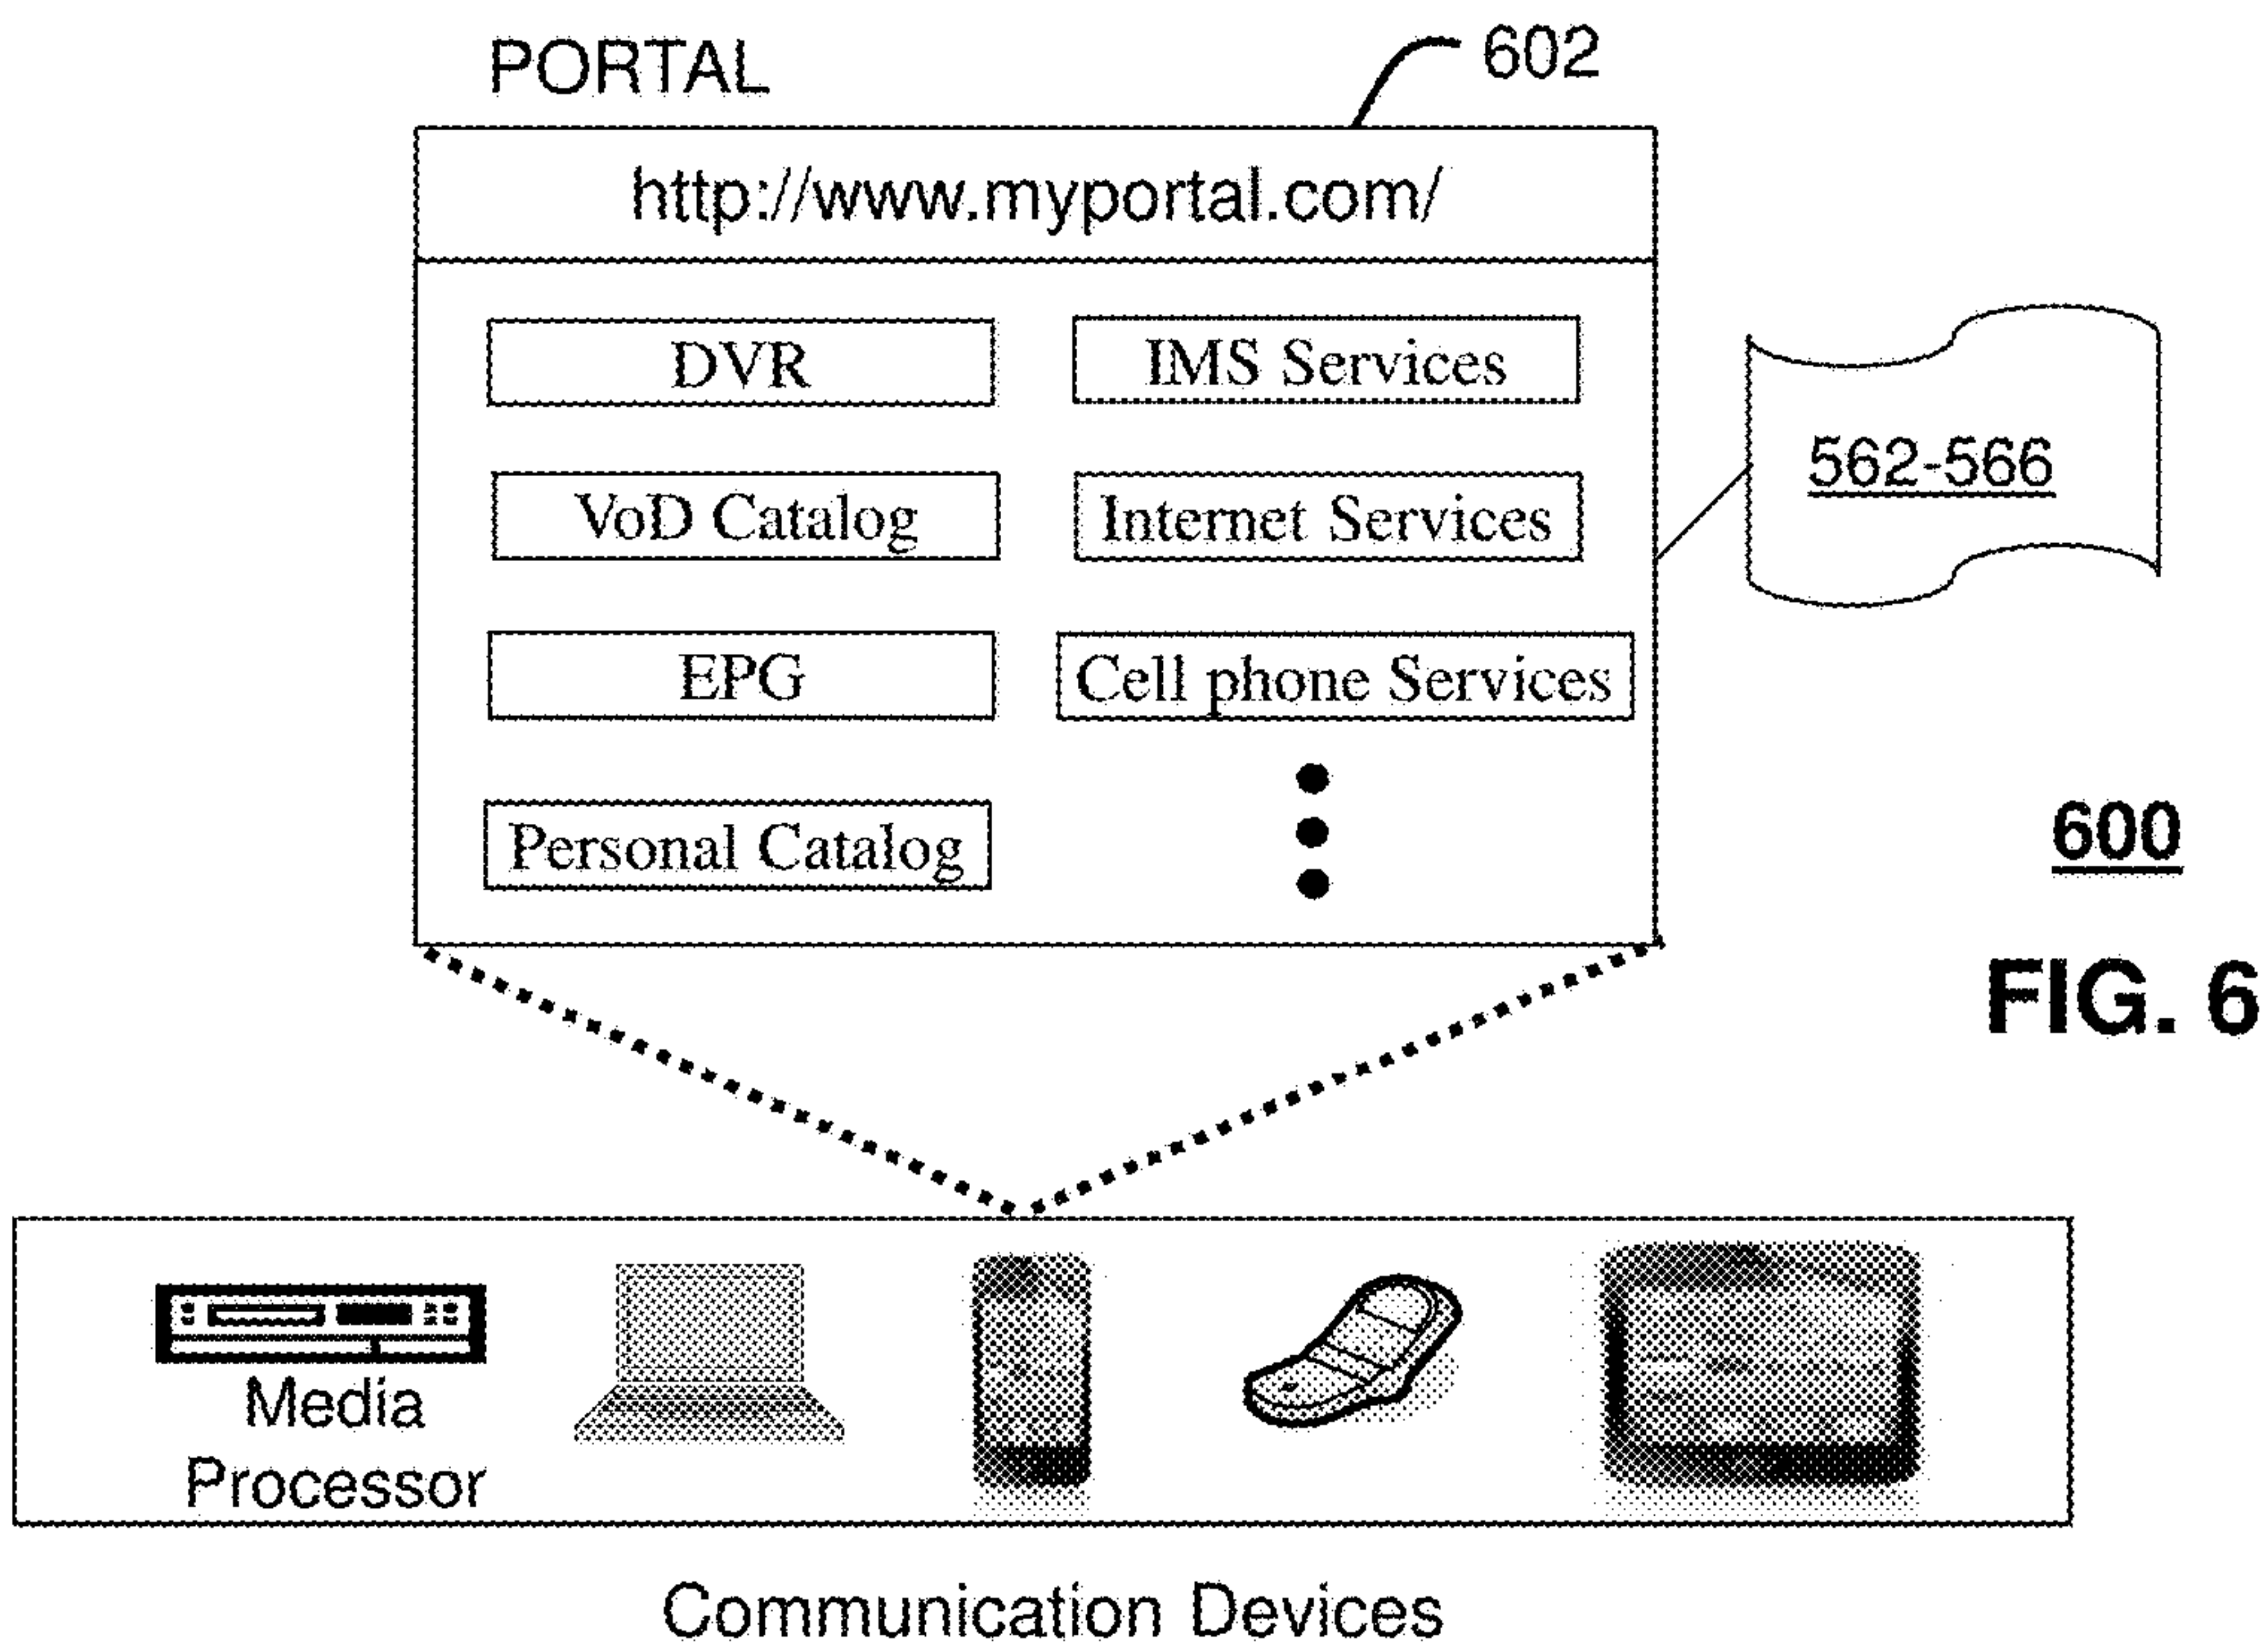 PORTAL
602
http://www.myportal.com/
DVR
IMS Services
VoD Catalog
Internet Services
562-566
EPG
Cell phone Services
Personal Catalog
600
FIG. 6
Media
Processor
Communication Devices